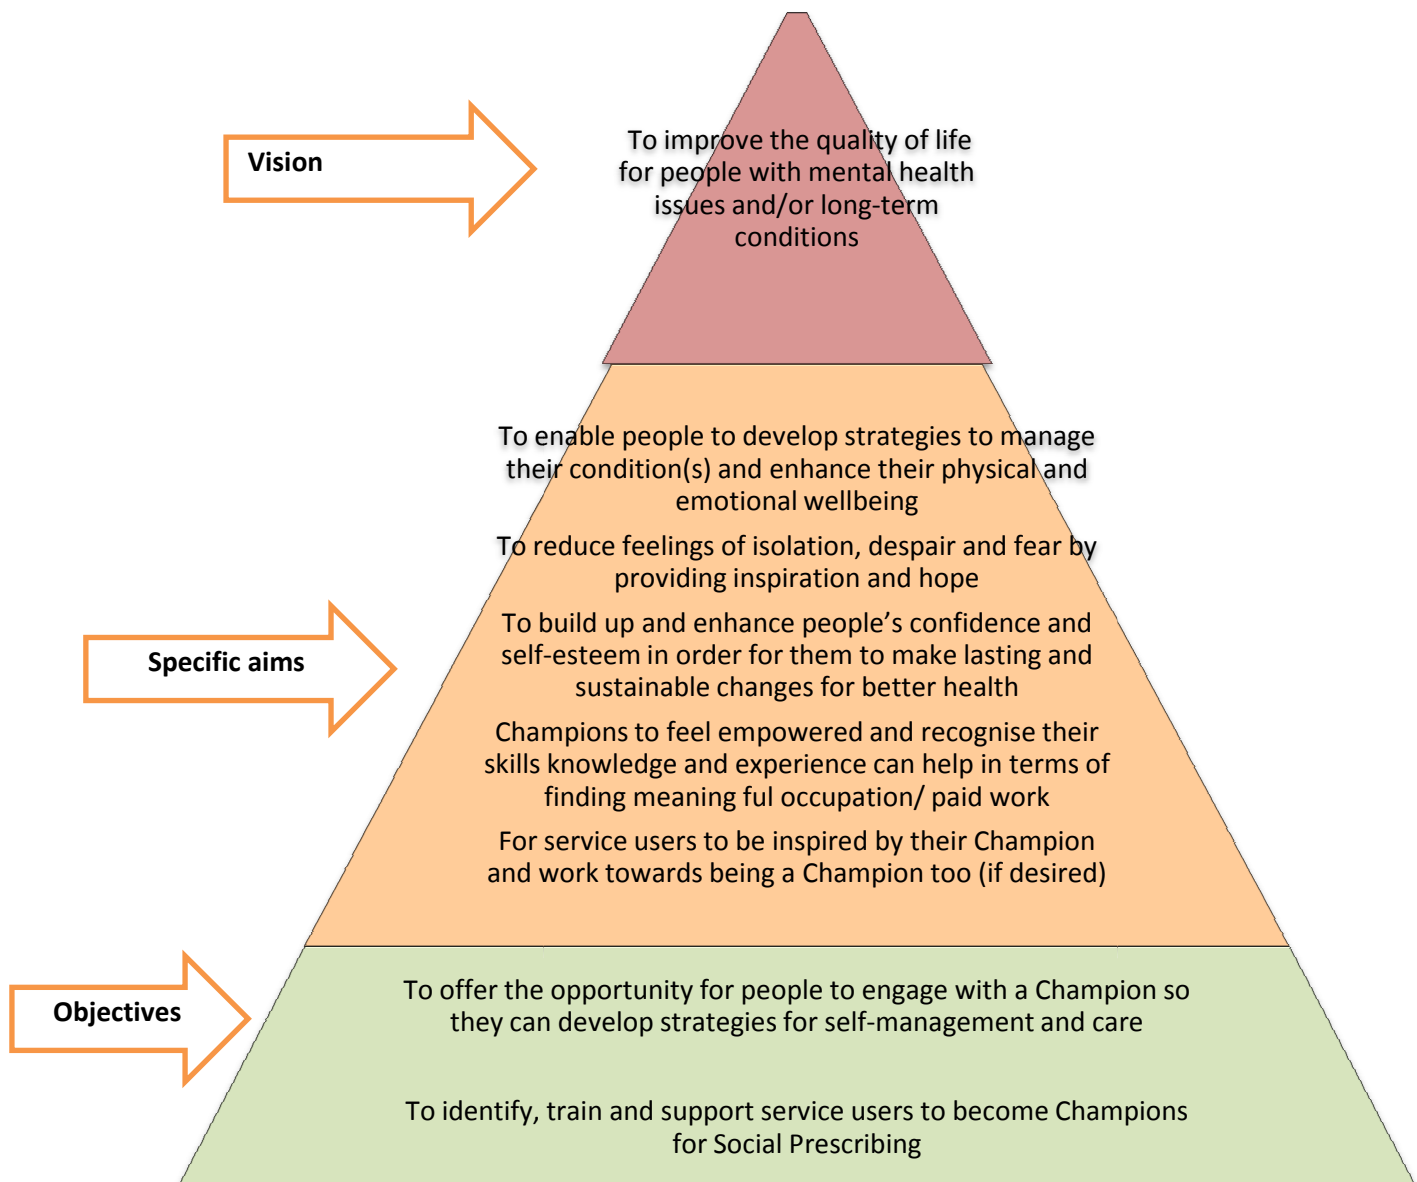 Vision
To improve the quality of life
for people with mental health
issues and/or long-term
conditions
Specific aims
To enable people to develop strategies to manage
their condition(s) and enhance their physical and
emotional wellbeing
To reduce feelings of isolation, despair and fear by
providing inspiration and hope
To build up and enhance people’s confidence and
self-esteem in order for them to make lasting and
sustainable changes for better health
Champions to feel empowered and recognise their
skills knowledge and experience can help in terms of
finding meaning ful occupation/ paid work
For service users to be inspired by their Champion
and work towards being a Champion too (if desired)
Objectives
To offer the opportunity for people to engage with a Champion so
they can develop strategies for self-management and care
To identify, train and support service users to become Champions
for Social Prescribing